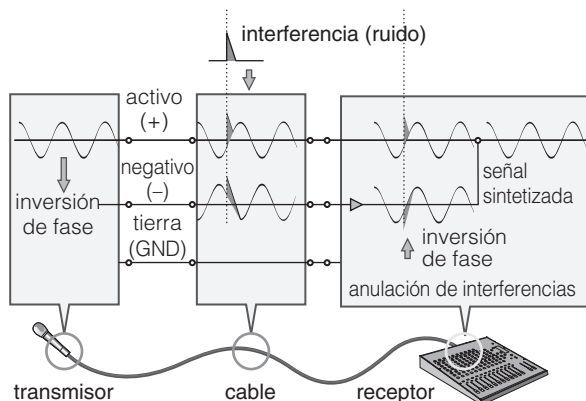 interferencia (ruido)
activo
(+)
negativo
(–)
tierra
(GND)
inversión
de fase
señal
sintetizada
inversión
de fase
anulación de interferencias
transmisor
cable
receptor